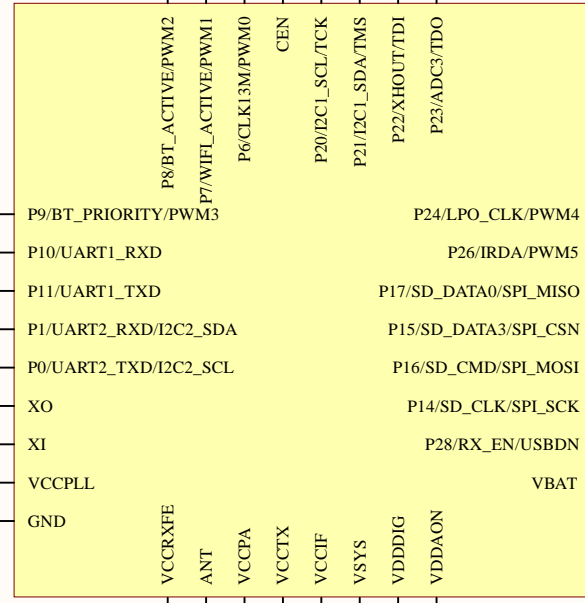 P8/BT_ACTIVE/PWM2
P7/WIFI_ACTIVE/PWM1
P6/CLK13M/PWM0
CEN
P20/I2C1_SCL/TCK
P21/I2C1_SDA/TMS
P22/XHOUT/TDI
P23/ADC3/TDO
P9/BT_PRIORITY/PWM3
P10/UART1_RXD
P11/UART1_TXD
P1/UART2_RXD/I2C2_SDA
P0/UART2_TXD/I2C2_SCL
XO
XI
VCCPLL
GND
P24/LPO_CLK/PWM4
P26/IRDA/PWM5
P17/SD_DATA0/SPI_MISO
P15/SD_DATA3/SPI_CSN
P16/SD_CMD/SPI_MOSI
P14/SD_CLK/SPI_SCK
P28/RX_EN/USBDN
VBAT
VCCRXFE
ANT
VCCPA
VCCTX
VCCIF
VSYS
VDDDIG
VDDAON